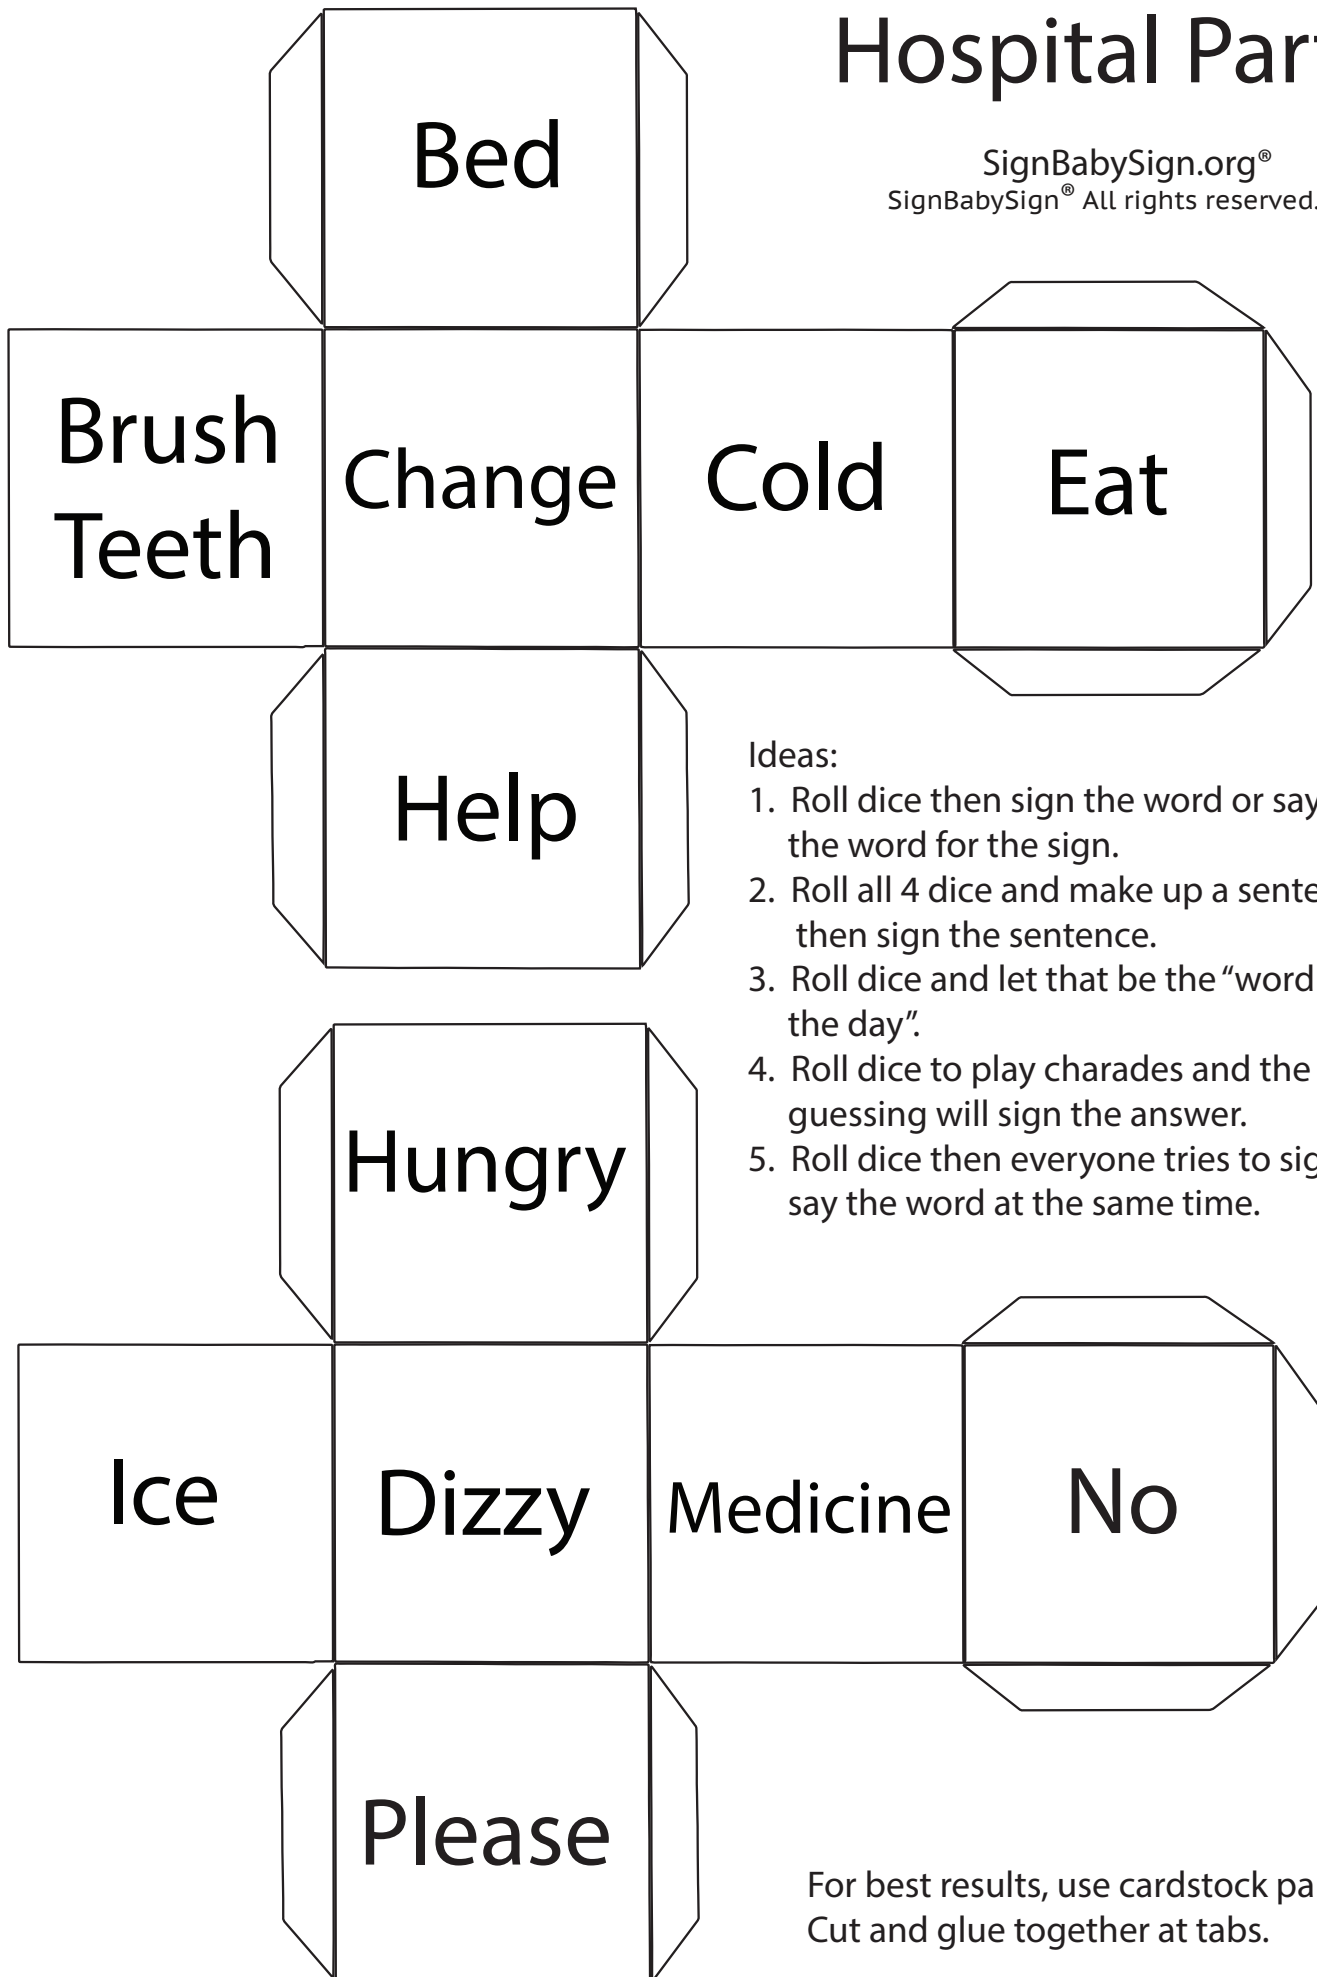 Hospital Par
SignBabySign.org®
SignBabySign® All rights reserved.
Bed
Brush
Teeth
Change
Cold
Eat
Help
Ideas:
1. Roll dice then sign the word or say
the word for the sign.
2. Roll all 4 dice and make up a sente
then sign the sentence.
3. Roll dice and let that be the “word
the day”.
4. Roll dice to play charades and the
guessing will sign the answer.
5. Roll dice then everyone tries to sig
say the word at the same time.
Hungry
Ice
Dizzy
Medicine
No
Please
For best results, use cardstock pa
Cut and glue together at tabs.